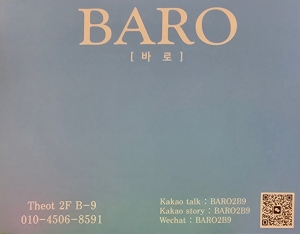 BARO
[ 바 로 ]
Theot 2F B-9
010-4506-8591
Kakao talk : BARO2B9
Kakao story : BARO2B9
Wechat : BARO2B9